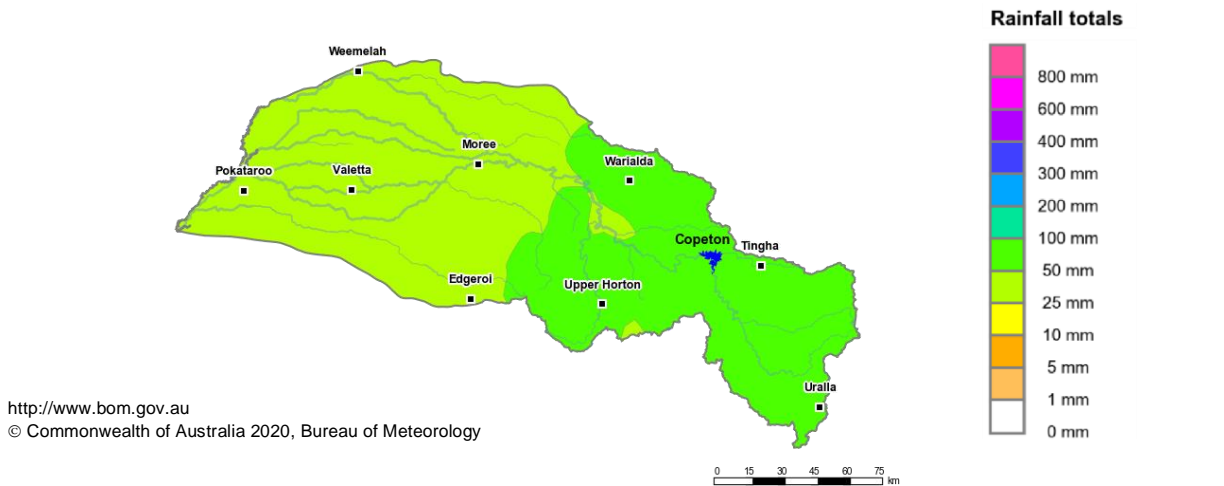 Rainfall totals
Weemelah
800 mm
600 mm
400 mm
Moree
Warialda
300 mm
Pokataroo
Valetta
200 mm
100 mm
Copeton
Tingha
50 mm
Edgeroi
Upper Horton
25 mm
10 mm
5 mm
Uralla
1 mm
http://www.bom.gov.au
0 mm
© Commonwealth of Australia 2020, Bureau of Meteorology
0 15 30 45 60 75
km